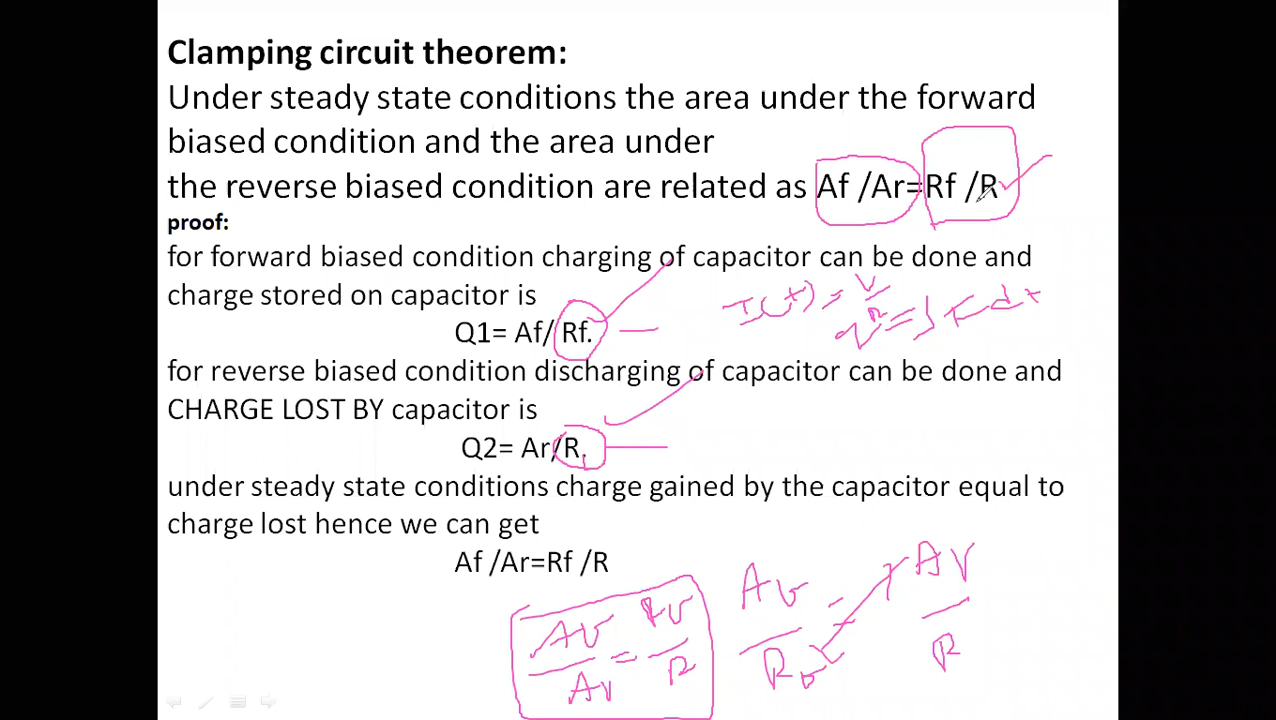 Clamping circuit theorem:
Under steady state conditions the area under the forward
biased condition and the area under
the reverse biased condition are related as Af /Ar=Rf /R
proof:
for forward biased condition charging of capacitor can be done and
charge stored on capacitor is
I(t) = V/R
Q1= Af/ Rf.
q = ∫ I dt
for reverse biased condition discharging of capacitor can be done and
CHARGE LOST BY capacitor is
Q2= Ar/R.
under steady state conditions charge gained by the capacitor equal to
charge lost hence we can get
Af /Ar=Rf /R